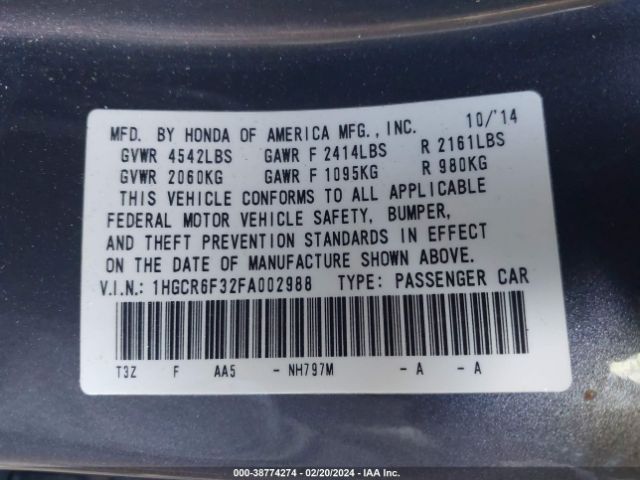 MFD. BY HONDA OF AMERICA MFG., INC. 10/'14
GVWR 4542LBS GAWR F 2414LBS R 2161LBS
GVWR 2060KG GAWR F 1095KG R 980KG
THIS VEHICLE CONFORMS TO ALL APPLICABLE
FEDERAL MOTOR VEHICLE SAFETY, BUMPER,
AND THEFT PREVENTION STANDARDS IN EFFECT
ON THE DATE OF MANUFACTURE SHOWN ABOVE.
V.I.N.: 1HGCR6F32FA002988 TYPE: PASSENGER CAR
T3Z F AA5 - NH797M - A - A
000-38774274 - 02/20/2024 - IAA Inc.